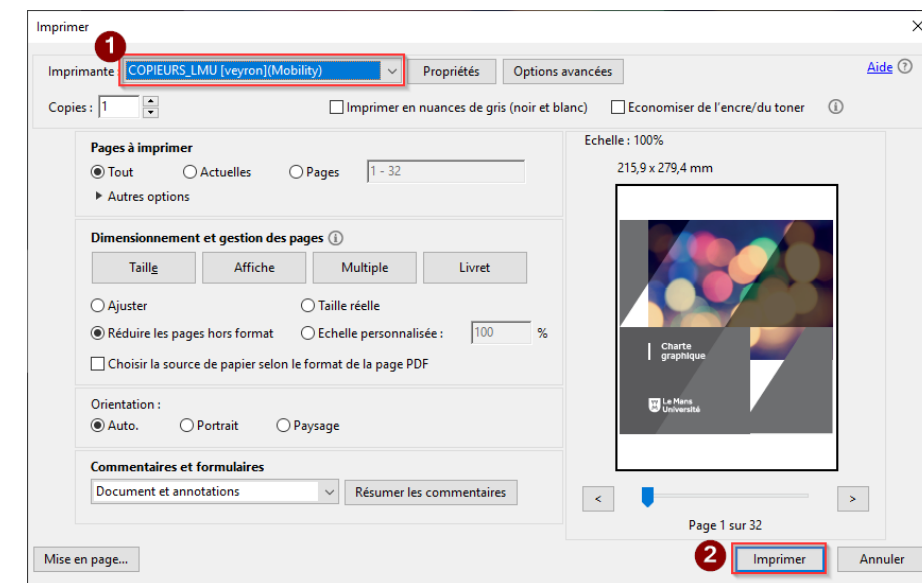 Imprimer
1
Imprimante : COPIEURS_LMU [veyron](Mobility) Propriétés Options avancées Aide
Copies : 1 Imprimer en nuances de gris (noir et blanc) Economiser de l'encre/du toner
Pages à imprimer
Tout Actuelles Pages 1 - 32
Autres options
Dimensionnement et gestion des pages
Taille Affiche Multiple Livret
Ajuster Taille réelle
Réduire les pages hors format Echelle personnalisée : 100 %
Choisir la source de papier selon le format de la page PDF
Orientation :
Auto. Portrait Paysage
Commentaires et formulaires
Document et annotations Résumer les commentaires
Echelle : 100%
215,9 x 279,4 mm
Charte
graphique
Le Mans
Université
< >
Page 1 sur 32
Mise en page... 2 Imprimer Annuler